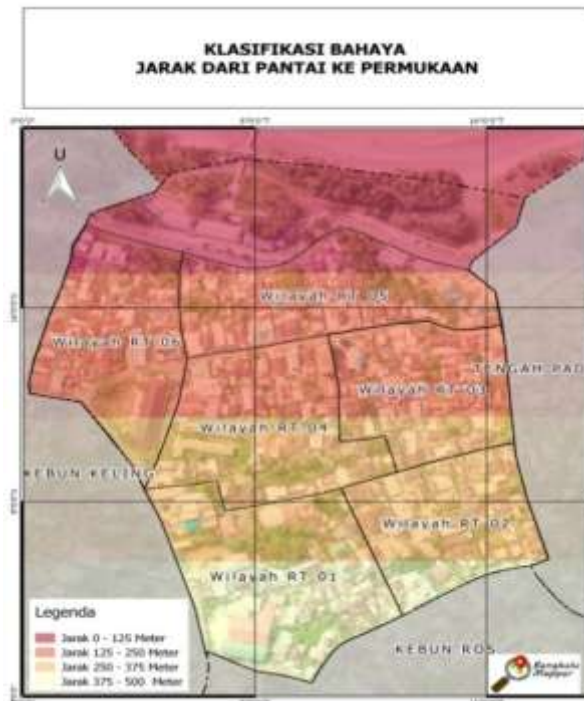 KLASIFIKASI BAHAYA
JARAK DARI PANTAI KE PERMUKAAN
U
Wilayah RT 05
Wilayah RT 06
Wilayah RT 03
TENGAH PAD
Wilayah RT 04
KEBUN KELING
Wilayah RT 02
Wilayah RT 01
KEBUN ROS
Legenda
Jarak 0 - 125 Meter
Jarak 125 - 250 Meter
Jarak 250 - 375 Meter
Jarak 375 - 500 Meter
Bengkulu
Mapper